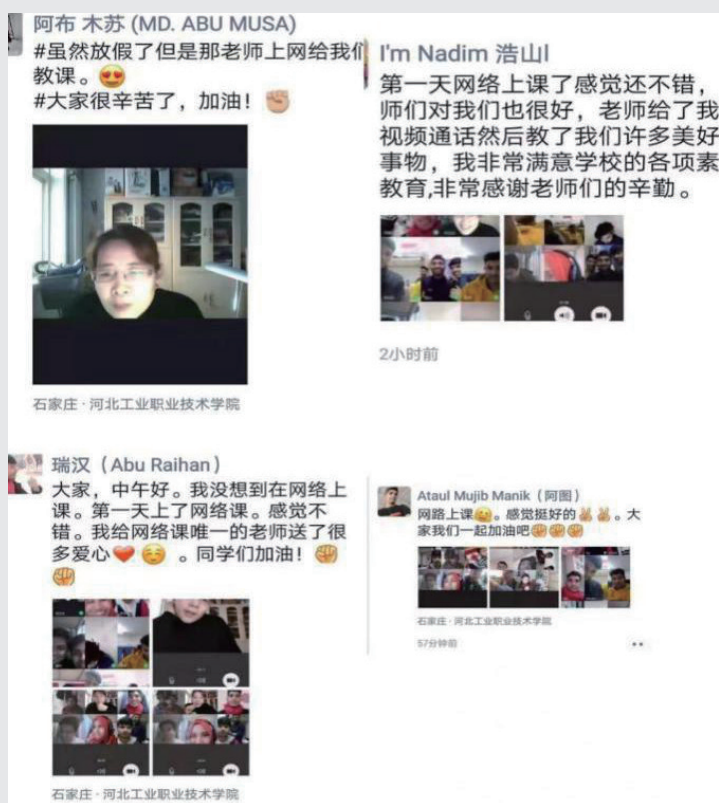 阿布 木苏 (MD. ABU MUSA)
#虽然放假了但是那老师上网给我们
教课。😍
#大家很辛苦了，加油！✊
石家庄 · 河北工业职业技术学院
I'm Nadim 浩山l
第一天网络上课了感觉还不错，
师们对我们也很好，老师给了我
视频通话然后教了我们许多美好
事物，我非常满意学校的各项素
教育,非常感谢老师们的辛勤。
2小时前
瑞汉（Abu Raihan）
大家，中午好。我没想到在网络上
课。第一天上了网络课。感觉不
错。我给网络课唯一的老师送了很
多爱心❤️☺️ 。同学们加油！✊
✊
石家庄 · 河北工业职业技术学院
Ataul Mujib Manik（阿图）
网路上课😄。感觉挺好的✌️✌️。大
家我们一起加油吧✊✊✊
石家庄 · 河北工业职业技术学院
57分钟前